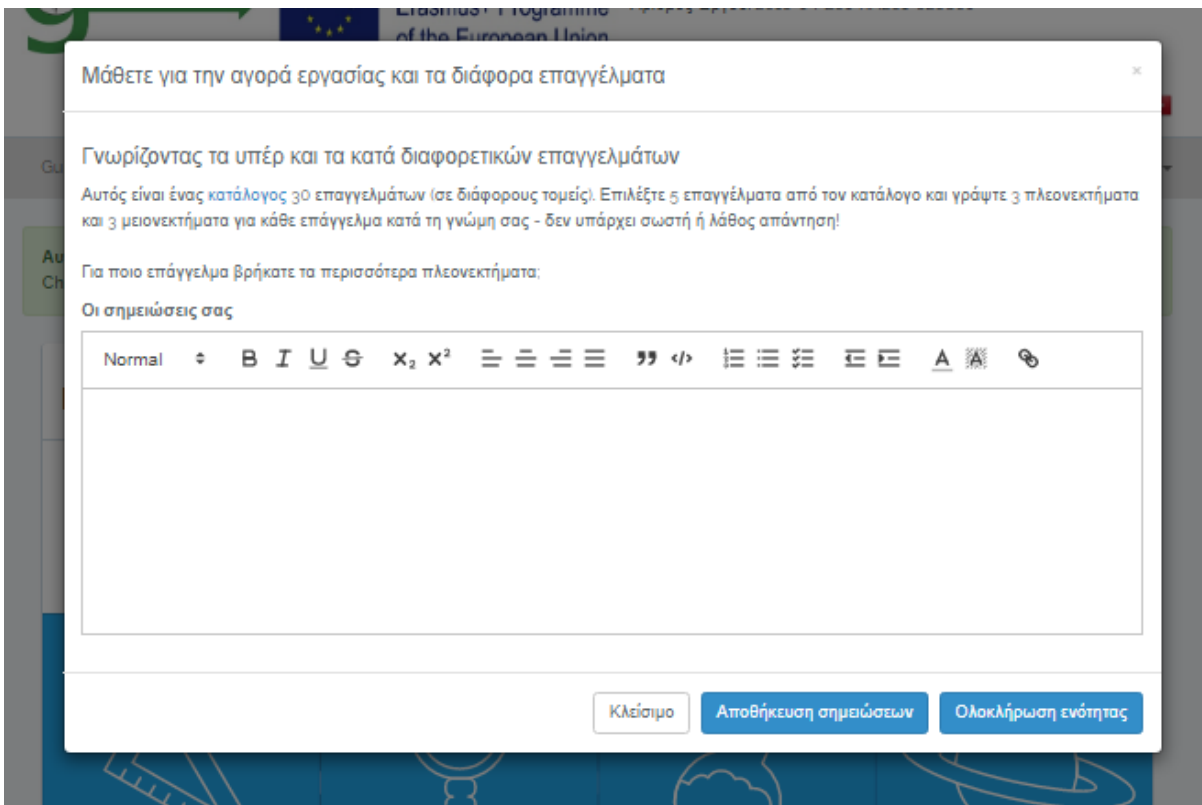 Erasmus+ Programme
of the European Union
Μάθετε για την αγορά εργασίας και τα διάφορα επαγγέλματα
×
Γνωρίζοντας τα υπέρ και τα κατά διαφορετικών επαγγελμάτων
Gu
Αυτός είναι ένας κατάλογος 30 επαγγελμάτων (σε διάφορους τομείς). Επιλέξτε 5 επαγγέλματα από τον κατάλογο και γράψτε 3 πλεονεκτήματα
και 3 μειονεκτήματα για κάθε επάγγελμα κατά τη γνώμη σας - δεν υπάρχει σωστή ή λάθος απάντηση!
Au
Ch
Για ποιο επάγγελμα βρήκατε τα περισσότερα πλεονεκτήματα;
Οι σημειώσεις σας
Normal
Κλείσιμο Αποθήκευση σημειώσεων Ολοκλήρωση ενότητας